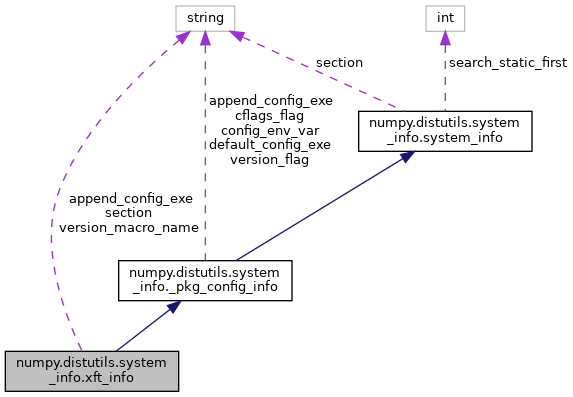 string
int
section
search_static_first
append_config_exe
cflags_flag
config_env_var
default_config_exe
version_flag
numpy.distutils.system
_info.system_info
append_config_exe
section
version_macro_name
numpy.distutils.system
_info._pkg_config_info
numpy.distutils.system
_info.xft_info